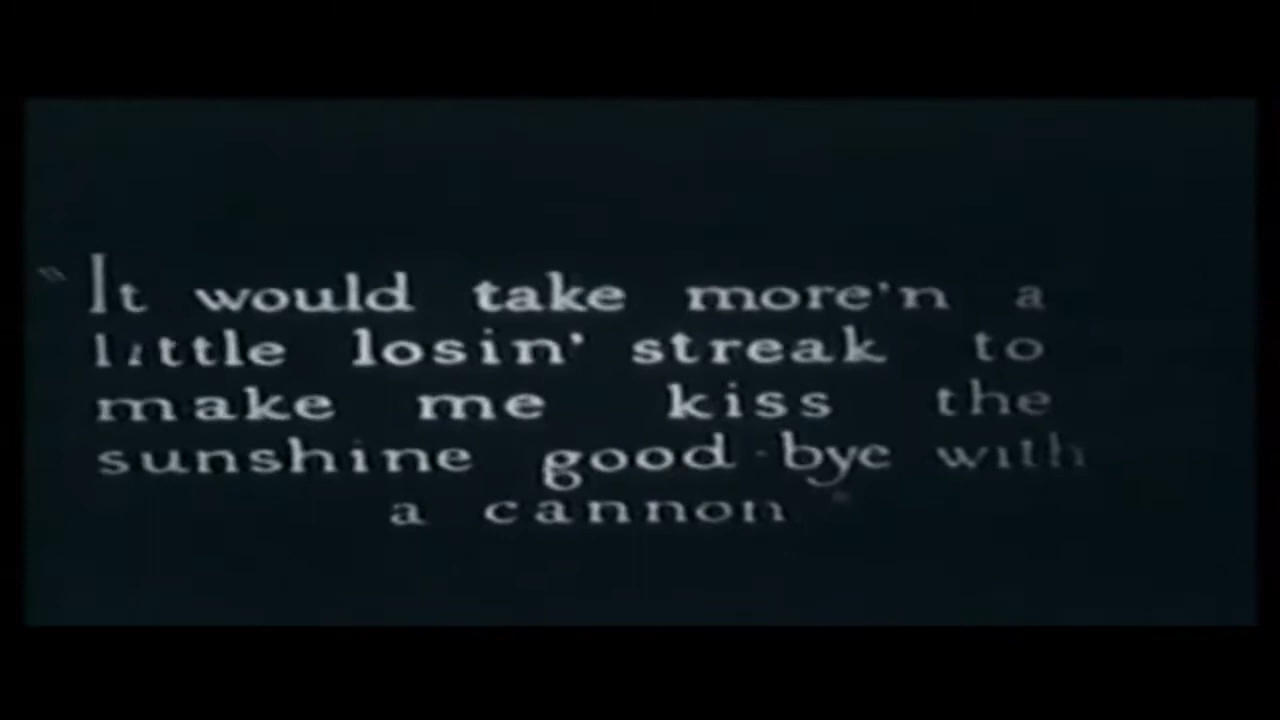 "It would take more'n a
little losin' streak to
make me kiss the
sunshine good-bye with
a cannon"